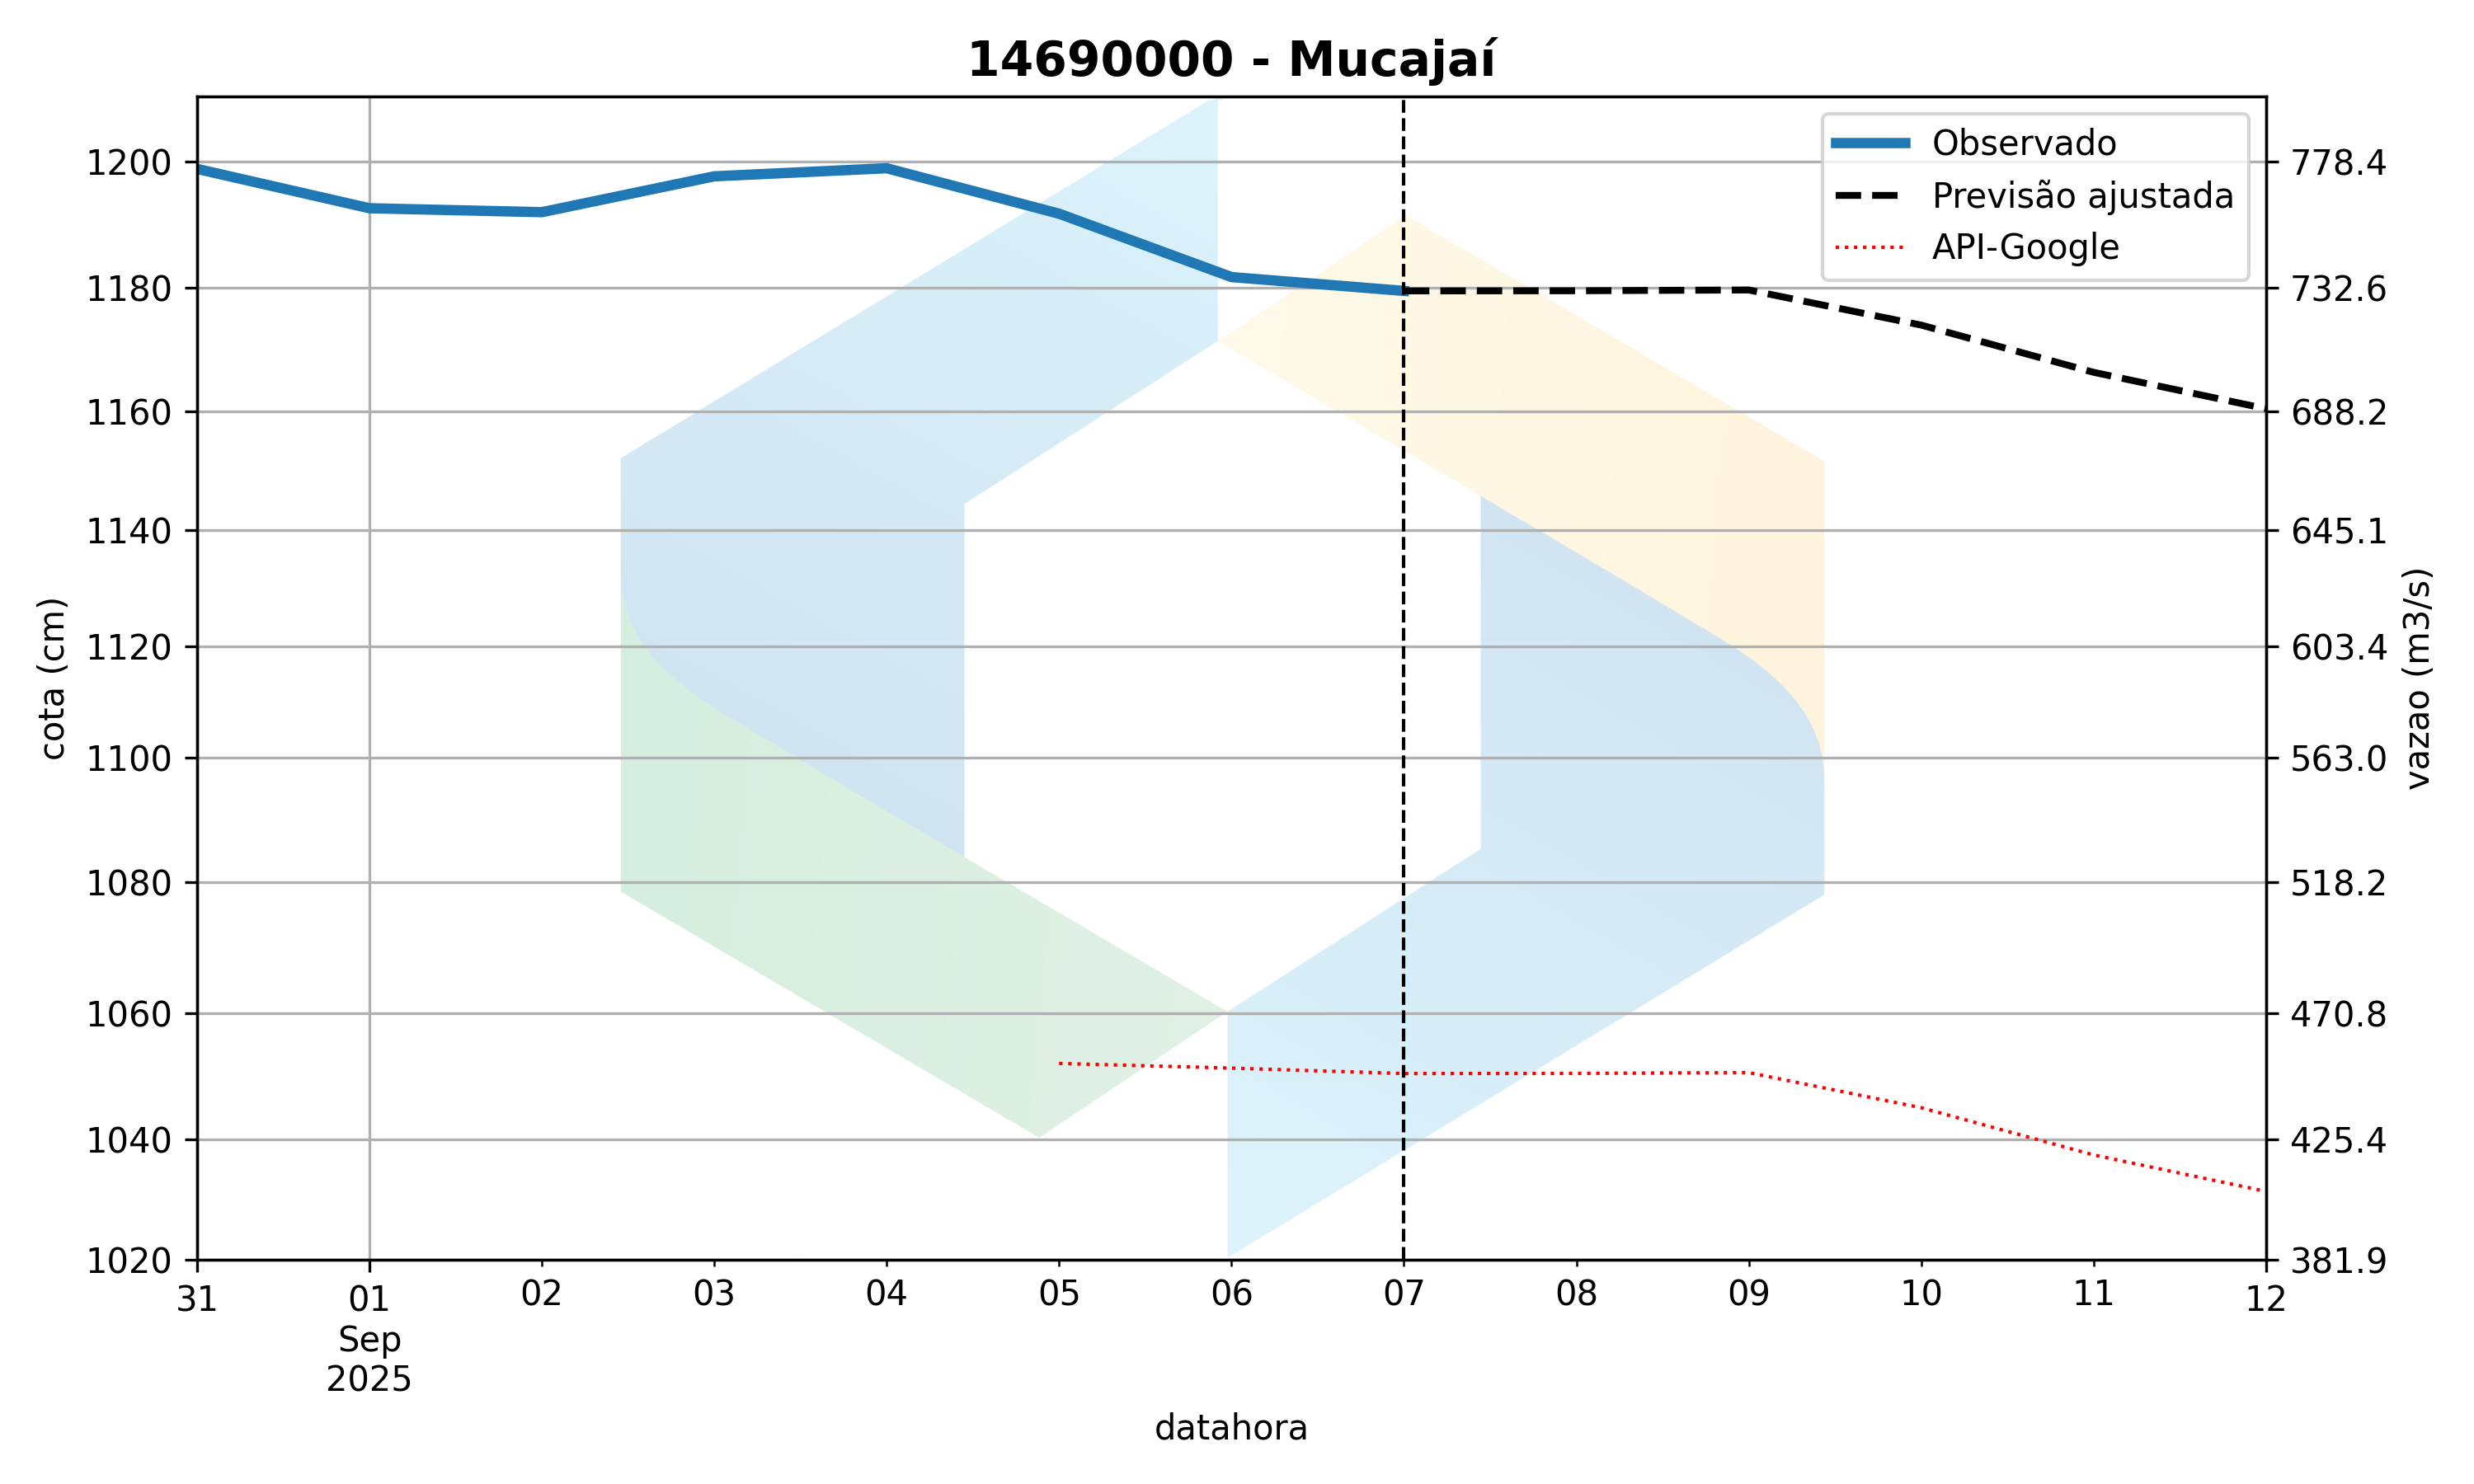 14690000 - Mucajaí
Observado
Previsão ajustada
API-Google
1200
1180
1160
1140
1120
1100
1080
1060
1040
1020
cota (cm)
778.4
732.6
688.2
645.1
603.4
563.0
518.2
470.8
425.4
381.9
vazao (m3/s)
31 01 02 03 04 05 06 07 08 09 10 11 12
Sep
2025
datahora